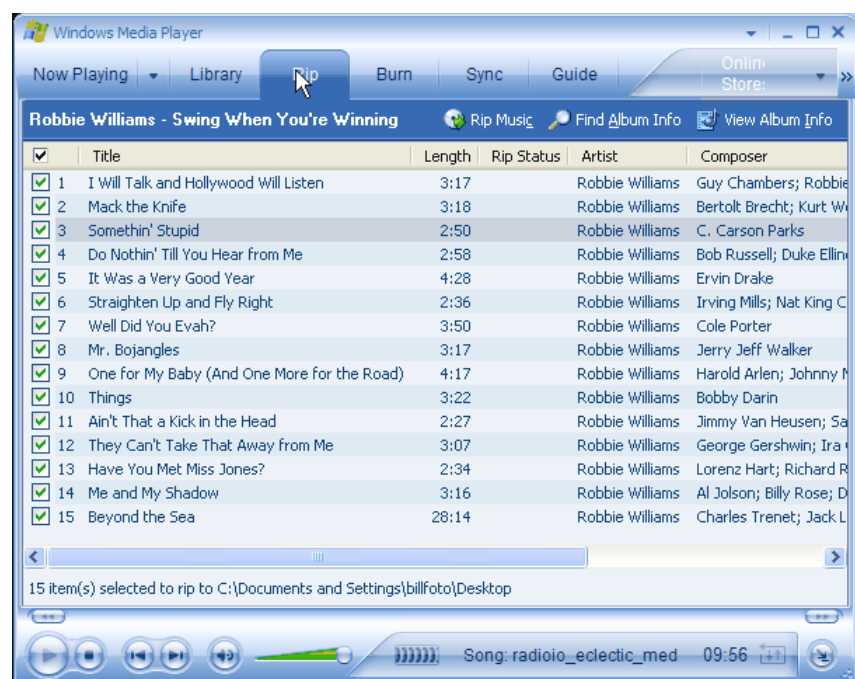 Windows Media Player
Now Playing Library Rip Burn Sync Guide Online Stores
Robbie Williams - Swing When You're Winning Rip Music Find Album Info View Album Info
Title Length Rip Status Artist Composer
1 I Will Talk and Hollywood Will Listen 3:17 Robbie Williams Guy Chambers; Robbie
2 Mack the Knife 3:18 Robbie Williams Bertolt Brecht; Kurt
3 Somethin' Stupid 2:50 Robbie Williams C. Carson Parks
4 Do Nothin' Till You Hear from Me 2:58 Robbie Williams Bob Russell; Duke Ellin
5 It Was a Very Good Year 4:28 Robbie Williams Ervin Drake
6 Straighten Up and Fly Right 2:36 Robbie Williams Irving Mills; Nat King C
7 Well Did You Evah? 3:50 Robbie Williams Cole Porter
8 Mr. Bojangles 3:17 Robbie Williams Jerry Jeff Walker
9 One for My Baby (And One More for the Road) 4:17 Robbie Williams Harold Arlen; Johnny
10 Things 3:22 Robbie Williams Bobby Darin
11 Ain't That a Kick in the Head 2:27 Robbie Williams Jimmy Van Heusen; Sa
12 They Can't Take That Away from Me 3:07 Robbie Williams George Gershwin; Ira
13 Have You Met Miss Jones? 2:34 Robbie Williams Lorenz Hart; Richard R
14 Me and My Shadow 3:16 Robbie Williams Al Jolson; Billy Rose; D
15 Beyond the Sea 28:14 Robbie Williams Charles Trenet; Jack L
15 item(s) selected to rip to C:\Documents and Settings\billfoto\Desktop
Song: radioio_eclectic_med 09:56